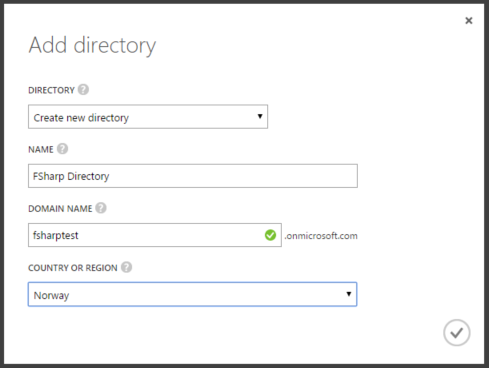 Add directory
DIRECTORY ?
Create new directory
NAME ?
FSharp Directory
DOMAIN NAME ?
fsharptest
.onmicrosoft.com
COUNTRY OR REGION ?
Norway